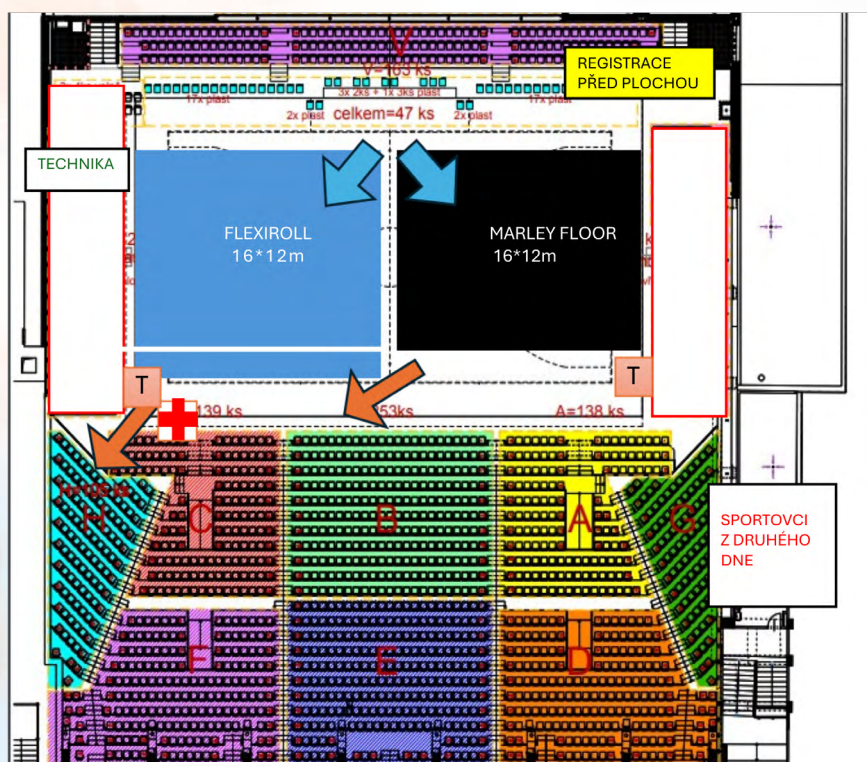 V
V=163 ks
REGISTRACE
PŘED PLOCHOU
17x plast
3x 2ks + 1x 3ks plast
17x plast
2x plast
celkem=47 ks
2x plast
TECHNIKA
FLEXIROLL
16*12m
MARLEY FLOOR
16*12m
T
T
139 ks
53ks
A=138 ks
H
C
B
A
G
SPORTOVCI
Z DRUHÉHO
DNE
F
E
D